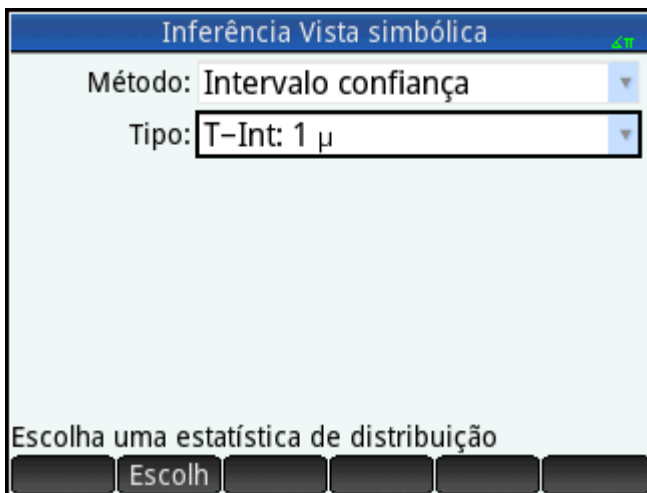 Inferência Vista simbólica
∠π
Método: Intervalo confiança
Tipo: T−Int: 1 μ
Escolha uma estatística de distribuição
Escolh